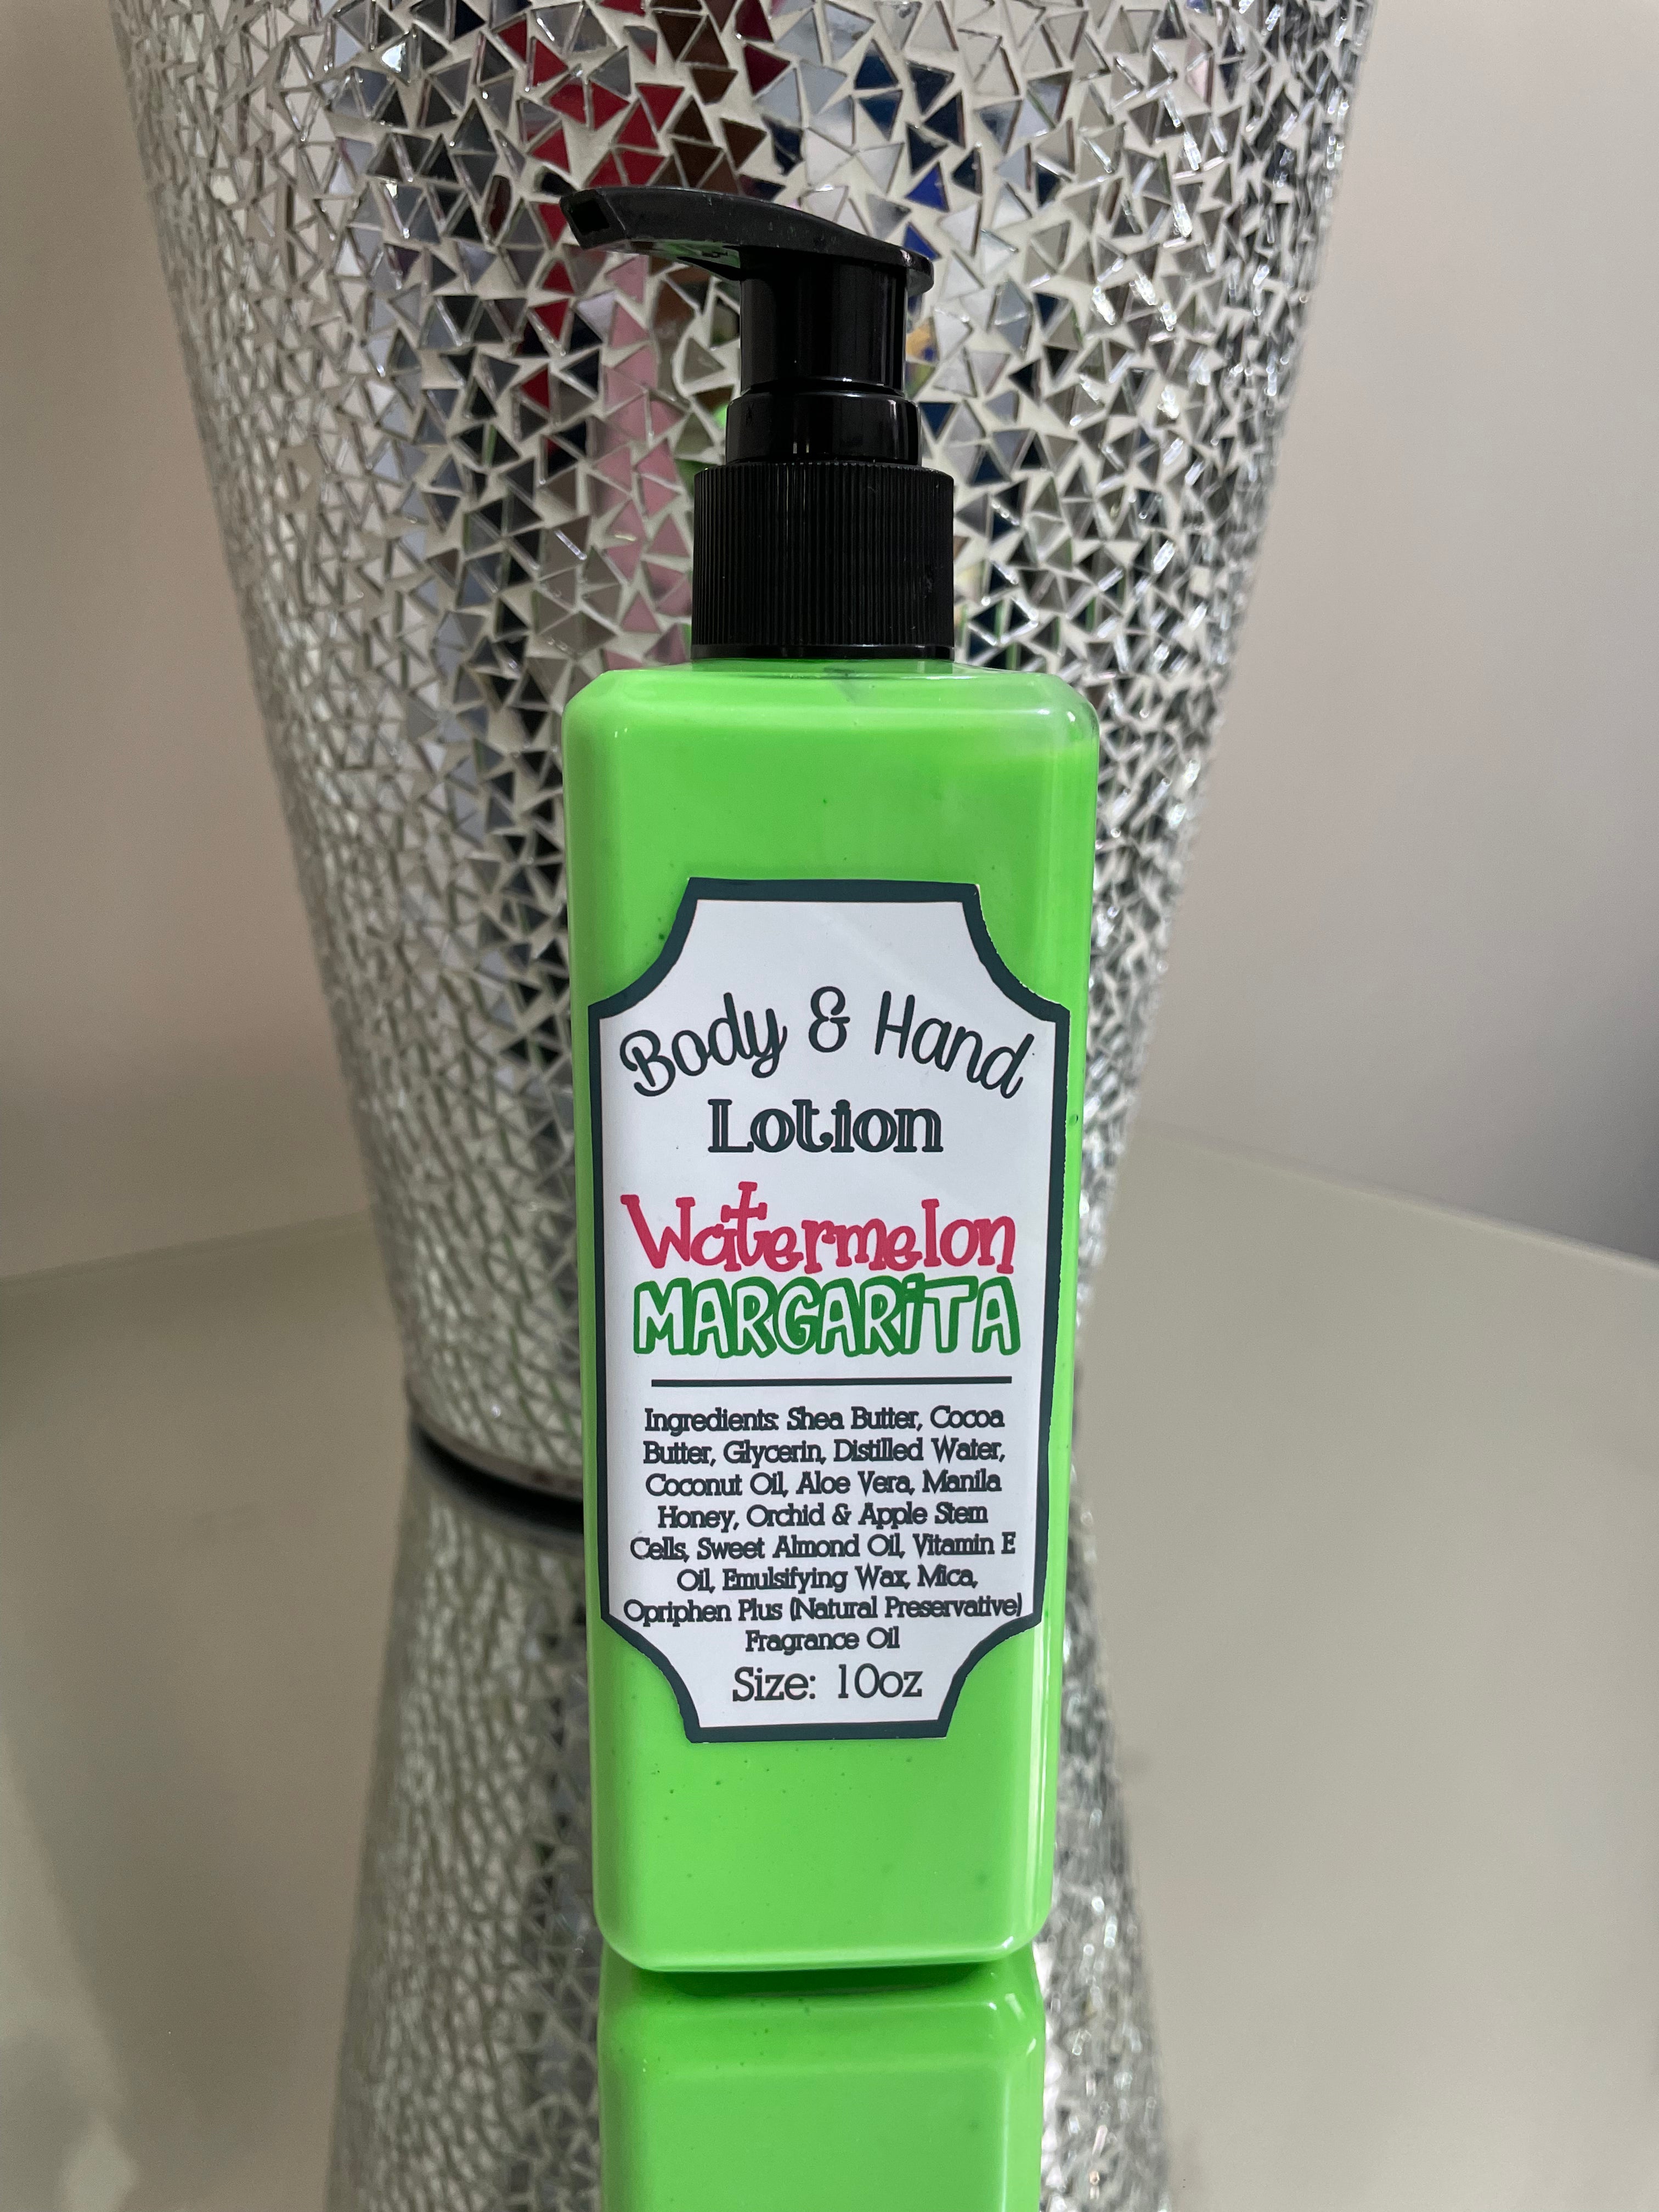 Body & Hand
Lotion
Watermelon
MARGARiTA
Ingredients: Shea Butter, Cocoa
Butter, Glycerin, Distilled Water,
Coconut Oil, Aloe Vera, Manila
Honey, Orchid & Apple Stem
Cells, Sweet Almond Oil, Vitamin E
Oil, Emulsifying Wax, Mica,
Opriphen Plus (Natural Preservative)
Fragrance Oil
Size: 10oz